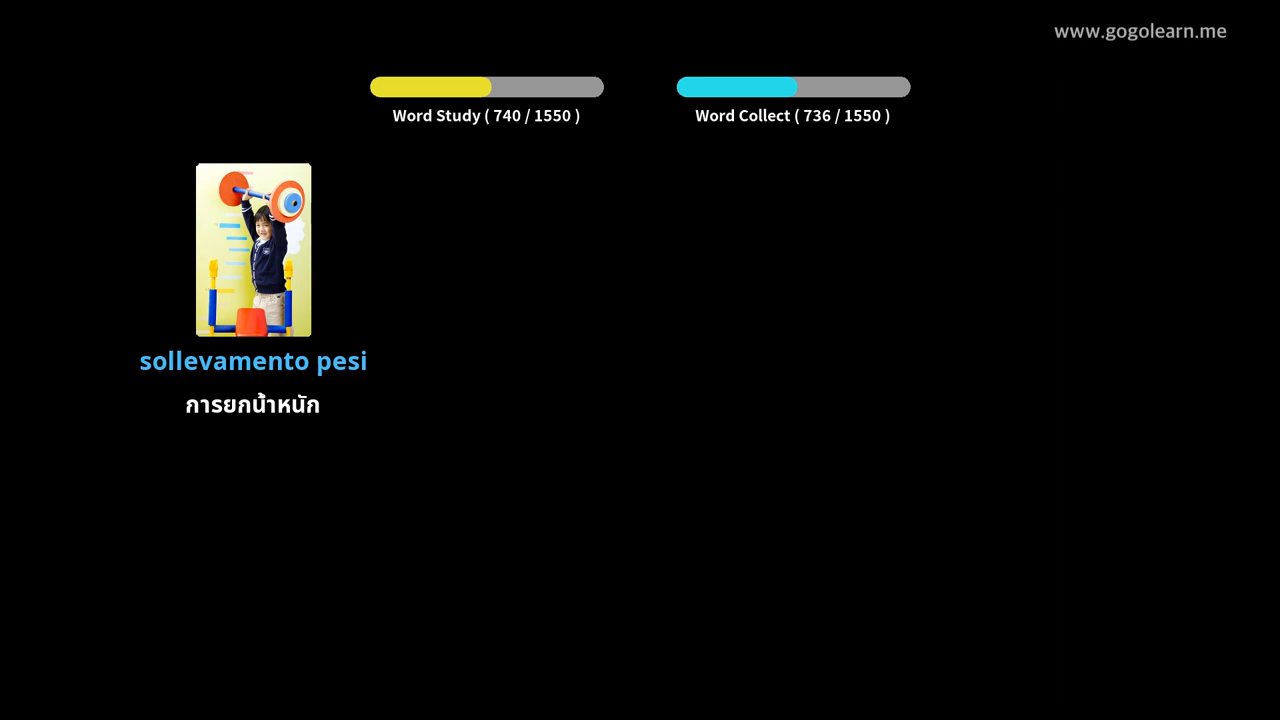 www.gogolearn.me
Word Study ( 740 / 1550 )
Word Collect ( 736 / 1550 )
sollevamento pesi
การยกน้ำหนัก